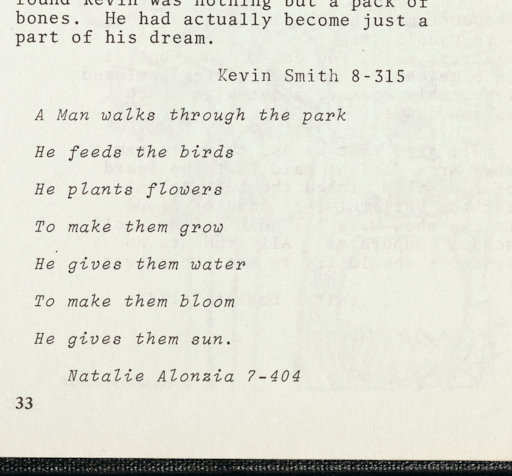 found Kevin was nothing but a pack of
bones. He had actually become just a
part of his dream.
Kevin Smith 8-315
A Man walks through the park
He feeds the birds
He plants flowers
To make them grow
He gives them water
To make them bloom
He gives them sun.
Natalie Alonzia 7-404
33